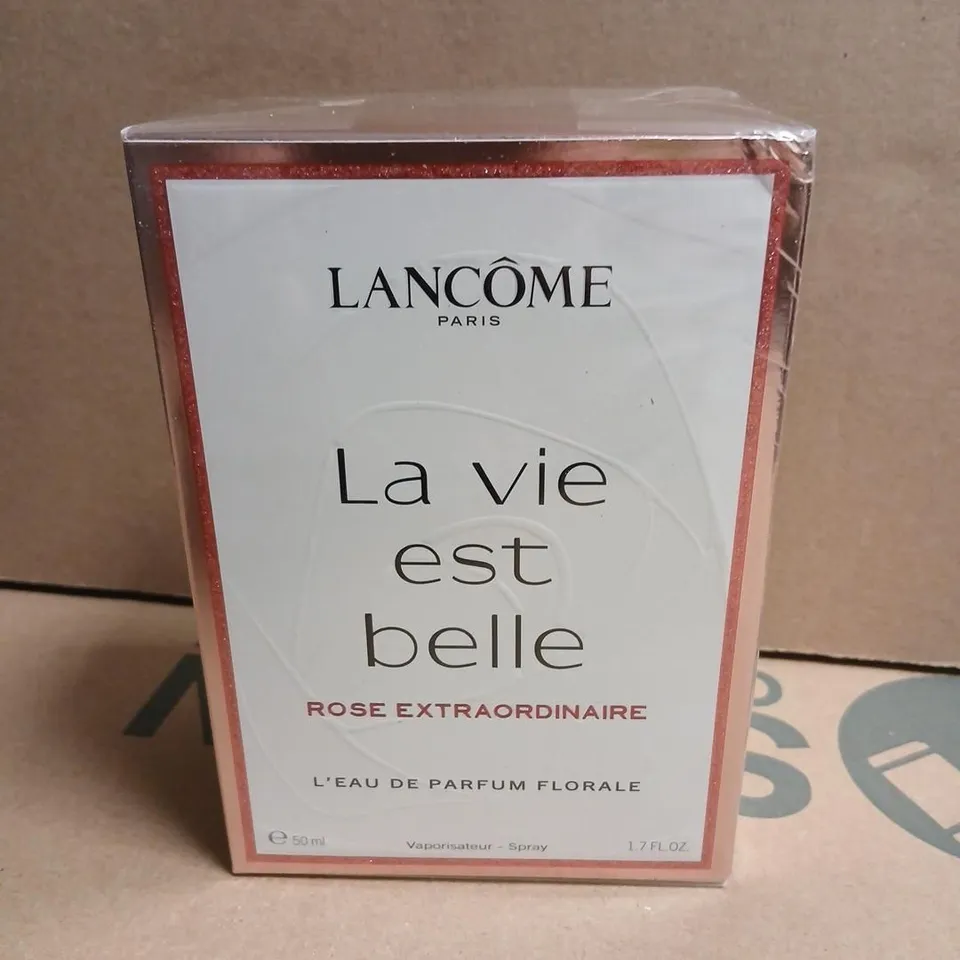 LANCÔME
PARIS
La vie
est
belle
ROSE EXTRAORDINAIRE
L'EAU DE PARFUM FLORALE
℮ 50 ml
Vaporisateur - Spray
1.7 FL.OZ.